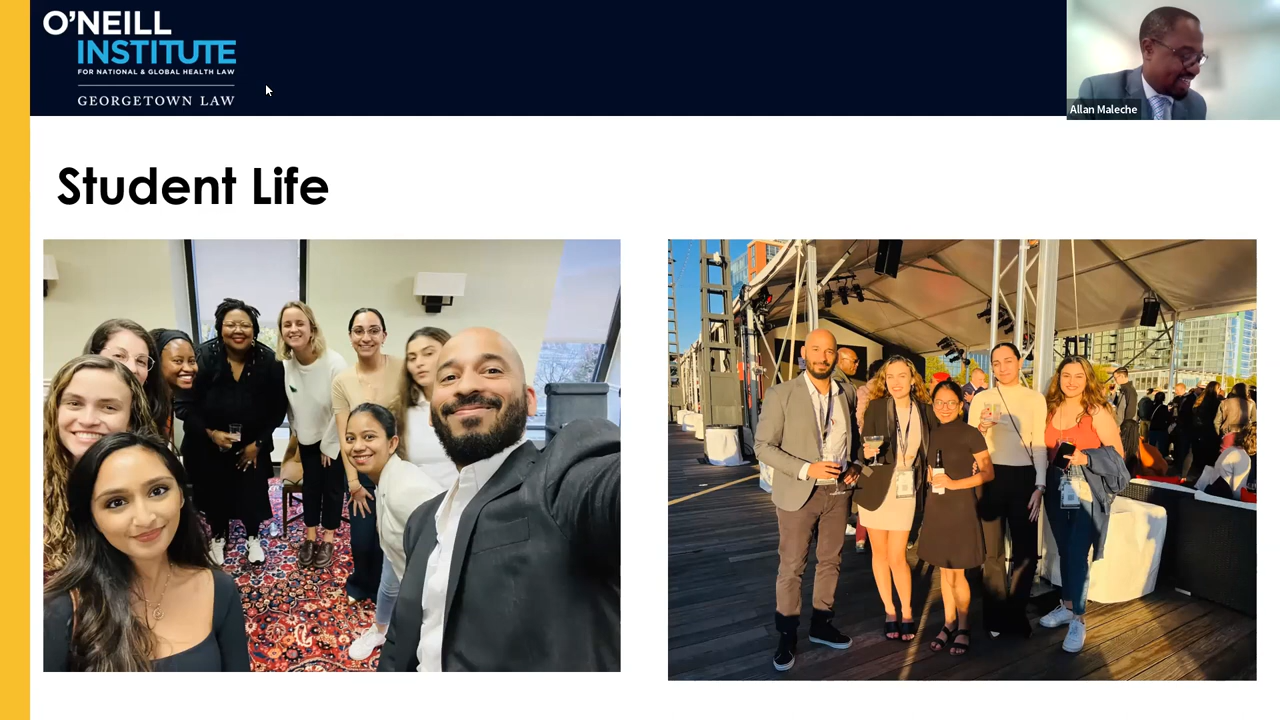 O'NEILL
INSTITUTE
FOR NATIONAL & GLOBAL HEALTH LAW
GEORGETOWN LAW
Allan Maleche
Student Life